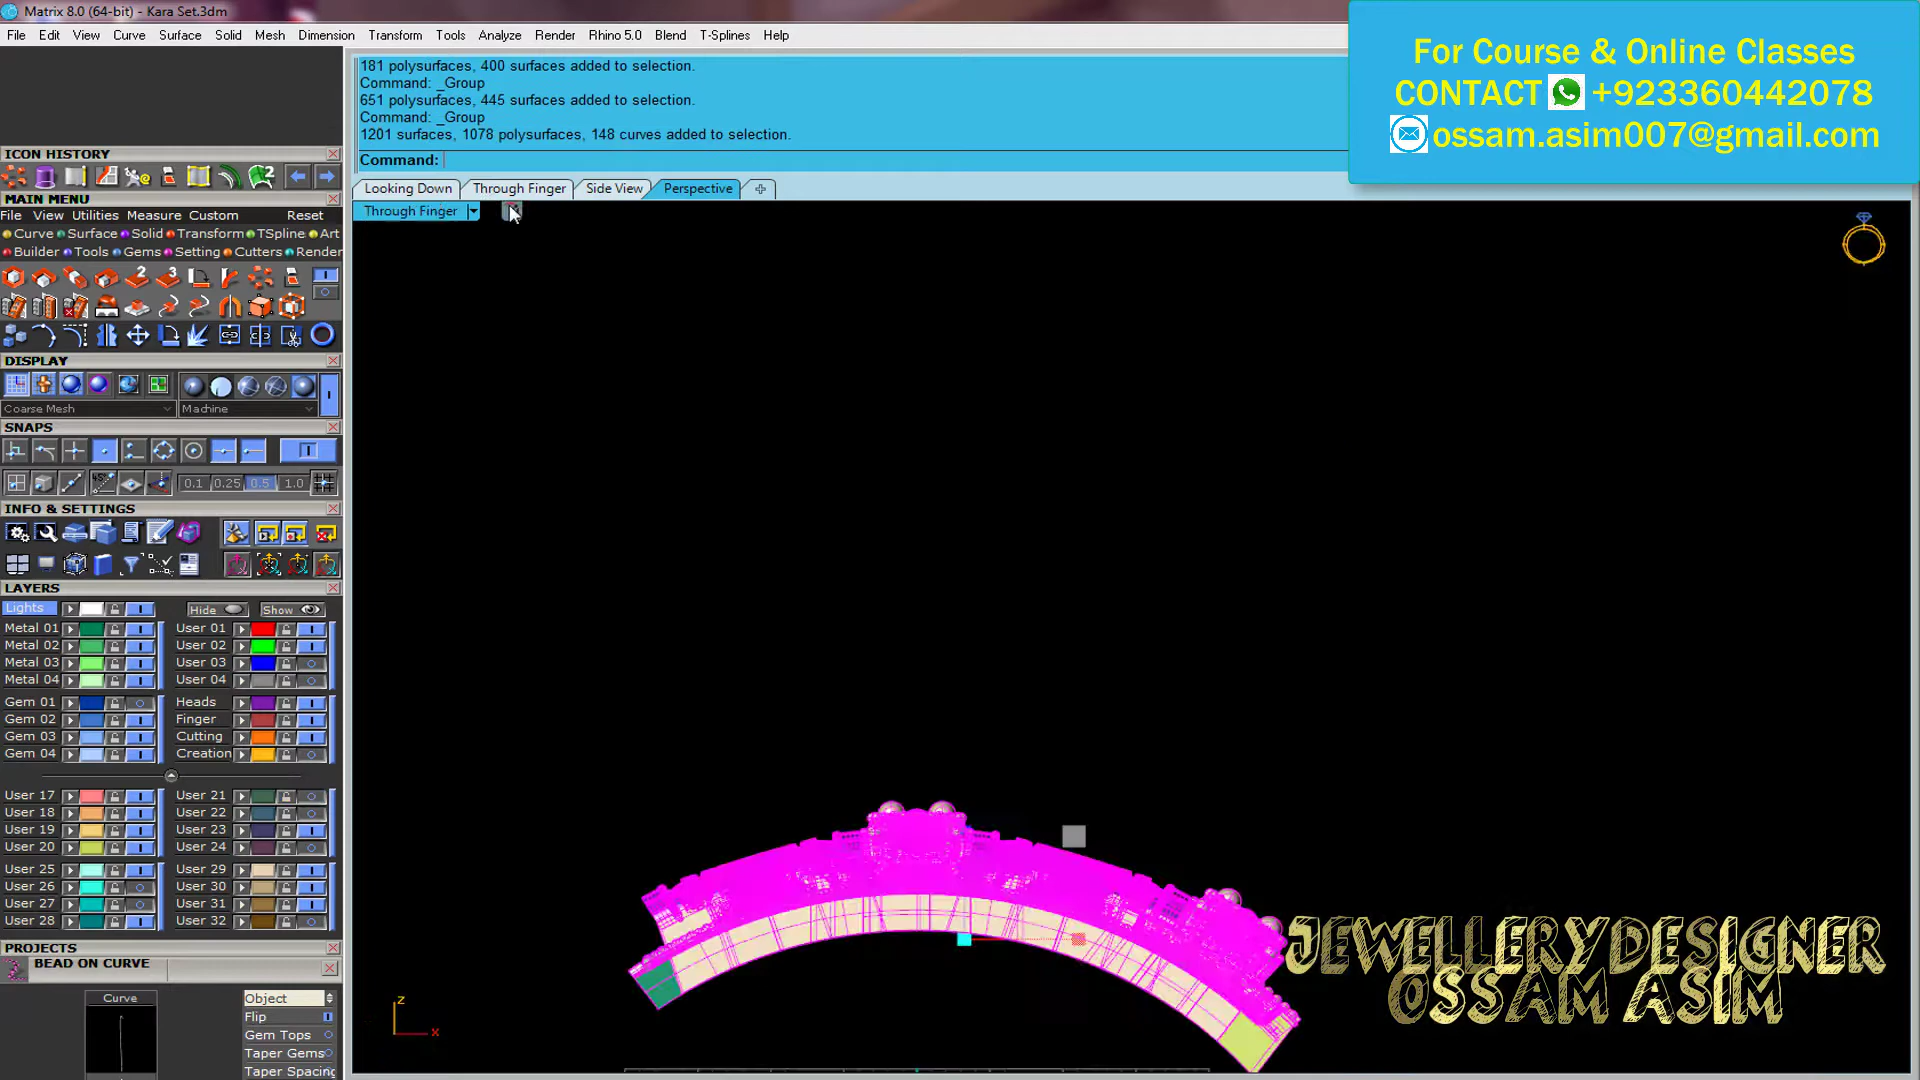 Matrix 8.0 (64-bit) - Kara Set.3dm
File Edit View Curve Surface Solid Mesh Dimension Transform Tools Analyze Render Rhino 5.0 Blend T-Splines Help
For Course & Online Classes
CONTACT +923360442078
ossam.asim007@gmail.com
181 polysurfaces, 400 surfaces added to selection.
Command: _Group
651 polysurfaces, 445 surfaces added to selection.
Command: _Group
1201 surfaces, 1078 polysurfaces, 148 curves added to selection.
Command:
Looking Down Through Finger Side View Perspective
Through Finger
ICON HISTORY
2
MAIN MENU
File View Utilities Measure Custom Reset
Curve Surface Solid Transform TSpline Art
Builder Tools Gems Setting Cutters Render
2 3
DISPLAY
Coarse Mesh Machine
SNAPS
0.1 0.25 0.5 1.0
INFO & SETTINGS
LAYERS
Lights Hide Show
Metal 01 User 01
Metal 02 User 02
Metal 03 User 03
Metal 04 User 04
Gem 01 Heads
Gem 02 Finger
Gem 03 Cutting
Gem 04 Creation
User 17 User 21
User 18 User 22
User 19 User 23
User 20 User 24
User 25 User 29
User 26 User 30
User 27 User 31
User 28 User 32
PROJECTS
BEAD ON CURVE
Curve Object
Flip
Gem Tops
Taper Gems
Taper Spacing
z
x
JEWELLERYDESIGNER
OSSAM ASIM